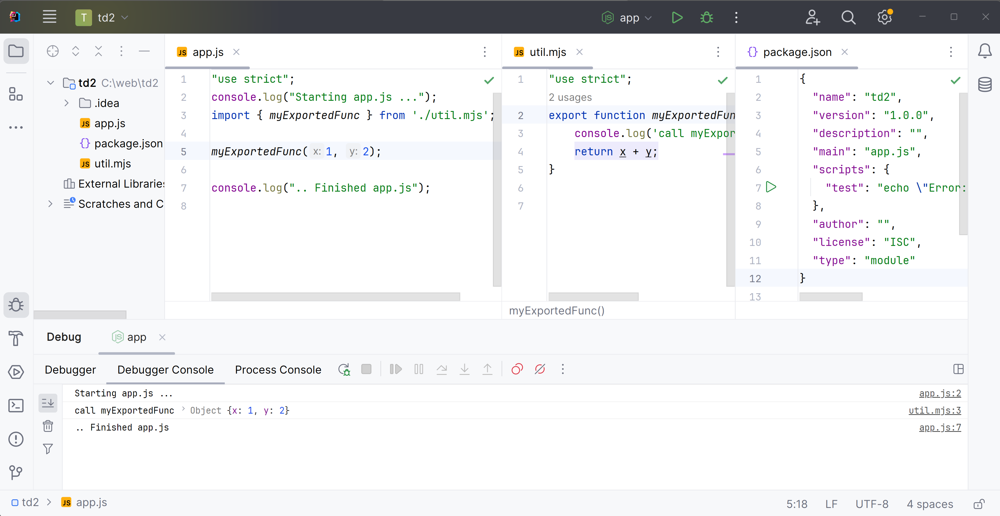 T td2
app
app.js
util.mjs
package.json
td2 C:\web\td2
.idea
app.js
package.json
util.mjs
External Libraries
Scratches and C
1 "use strict";
2 console.log("Starting app.js ...");
3 import { myExportedFunc } from './util.mjs';
4
5 myExportedFunc( x: 1, y: 2);
6
7 console.log(".. Finished app.js");
8
1 "use strict";
2 usages
2 export function myExportedFun
3 console.log('call myExpor
4 return x + y;
5 }
6
7
myExportedFunc()
1 {
2 "name": "td2",
3 "version": "1.0.0",
4 "description": "",
5 "main": "app.js",
6 "scripts": {
7 "test": "echo \"Error:
8 },
9 "author": "",
10 "license": "ISC",
11 "type": "module"
12 }
13
Debug app
Debugger Debugger Console Process Console
Starting app.js ... app.js:2
call myExportedFunc Object {x: 1, y: 2} util.mjs:3
.. Finished app.js app.js:7
td2 > JS app.js 5:18 LF UTF-8 4 spaces